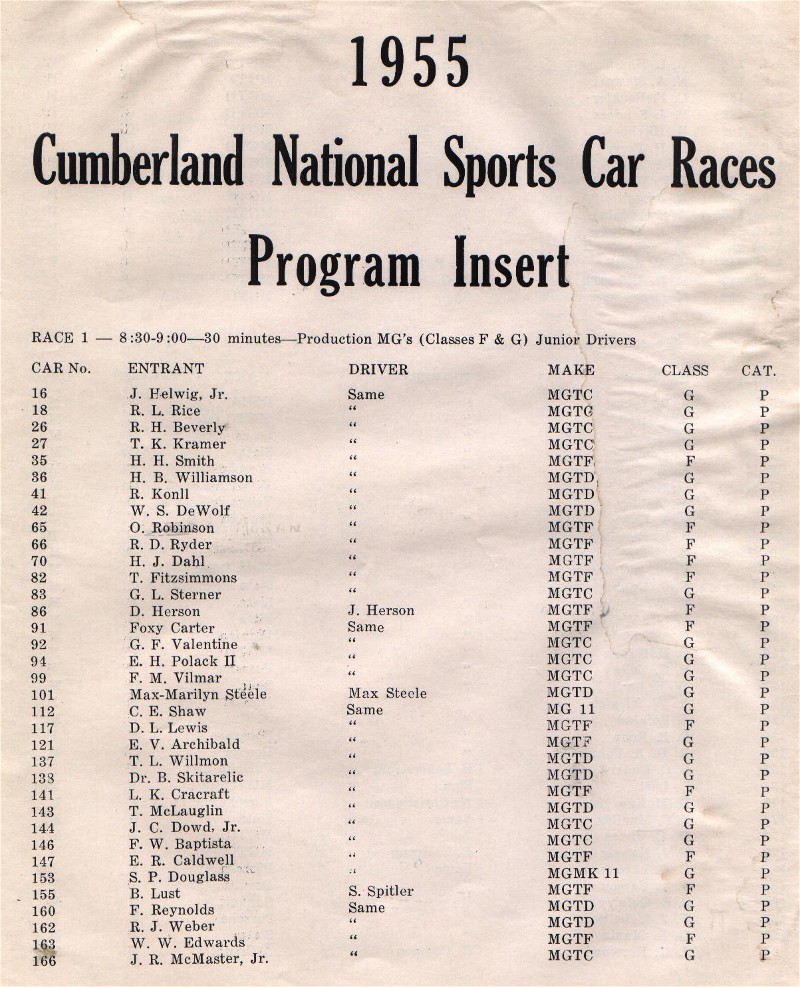 1955
Cumberland National Sports Car Races
Program Insert
RACE 1 — 8:30-9:00—30 minutes—Production MG's (Classes F & G) Junior Drivers
CAR No. ENTRANT DRIVER MAKE CLASS CAT.
16 J. Helwig, Jr. Same MGTC G P
18 R. L. Rice “ MGTC G P
26 R. H. Beverly “ MGTC G P
27 T. K. Kramer “ MGTC G P
35 H. H. Smith “ MGTF F P
36 H. B. Williamson “ MGTD G P
41 R. Konll “ MGTD G P
42 W. S. DeWolf “ MGTD G P
65 O. Robinson “ MGTF F P
66 R. D. Ryder “ MGTF F P
70 H. J. Dahl “ MGTF F P
82 T. Fitzsimmons “ MGTF F P
83 G. L. Sterner “ MGTC G P
86 D. Herson J. Herson MGTF F P
91 Foxy Carter Same MGTF F P
92 G. F. Valentine “ MGTC G P
94 E. H. Polack II “ MGTC G P
99 F. M. Vilmar “ MGTC G P
101 Max-Marilyn Steele Max Steele MGTD G P
112 C. E. Shaw Same MG 11 G P
117 D. L. Lewis “ MGTF F P
121 E. V. Archibald “ MGTF G P
137 T. L. Willmon “ MGTD G P
138 Dr. B. Skitarelic “ MGTD G P
141 L. K. Cracraft “ MGTF F P
143 T. McLauglin “ MGTD G P
144 J. C. Dowd, Jr. “ MGTC G P
146 F. W. Baptista “ MGTC G P
147 E. R. Caldwell “ MGTF F P
153 S. P. Douglass “ MGMK 11 G P
155 B. Lust S. Spitler MGTF F P
160 F. Reynolds Same MGTD G P
162 R. J. Weber “ MGTD G P
163 W. W. Edwards “ MGTF F P
166 J. R. McMaster, Jr. “ MGTC G P